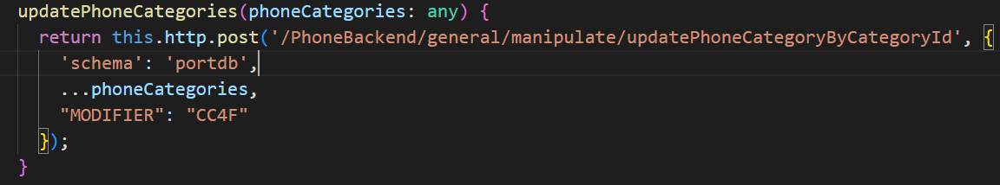 updatePhoneCategories(phoneCategories: any) {
return this.http.post('/PhoneBackend/general/manipulate/updatePhoneCategoryByCategoryId', {
'schema': 'portdb',
...phoneCategories,
"MODIFIER": "CC4F"
});
}